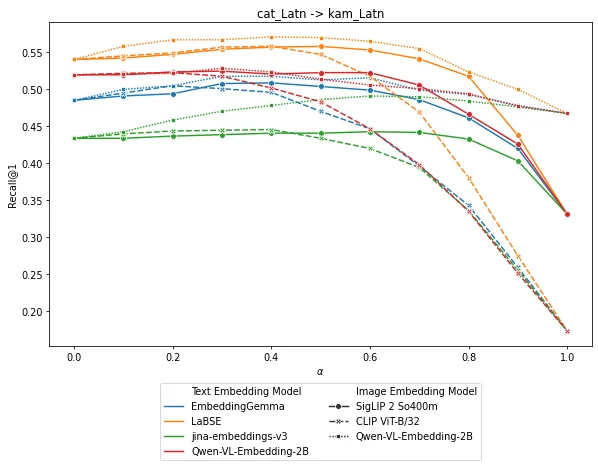 cat_Latn -> kam_Latn
Recall@1
0.55
0.50
0.45
0.40
0.35
0.30
0.25
0.20
0.0 0.2 0.4 0.6 0.8 1.0
α
Text Embedding Model
EmbeddingGemma
LaBSE
jina-embeddings-v3
Qwen-VL-Embedding-2B
Image Embedding Model
SigLIP 2 So400m
CLIP ViT-B/32
Qwen-VL-Embedding-2B